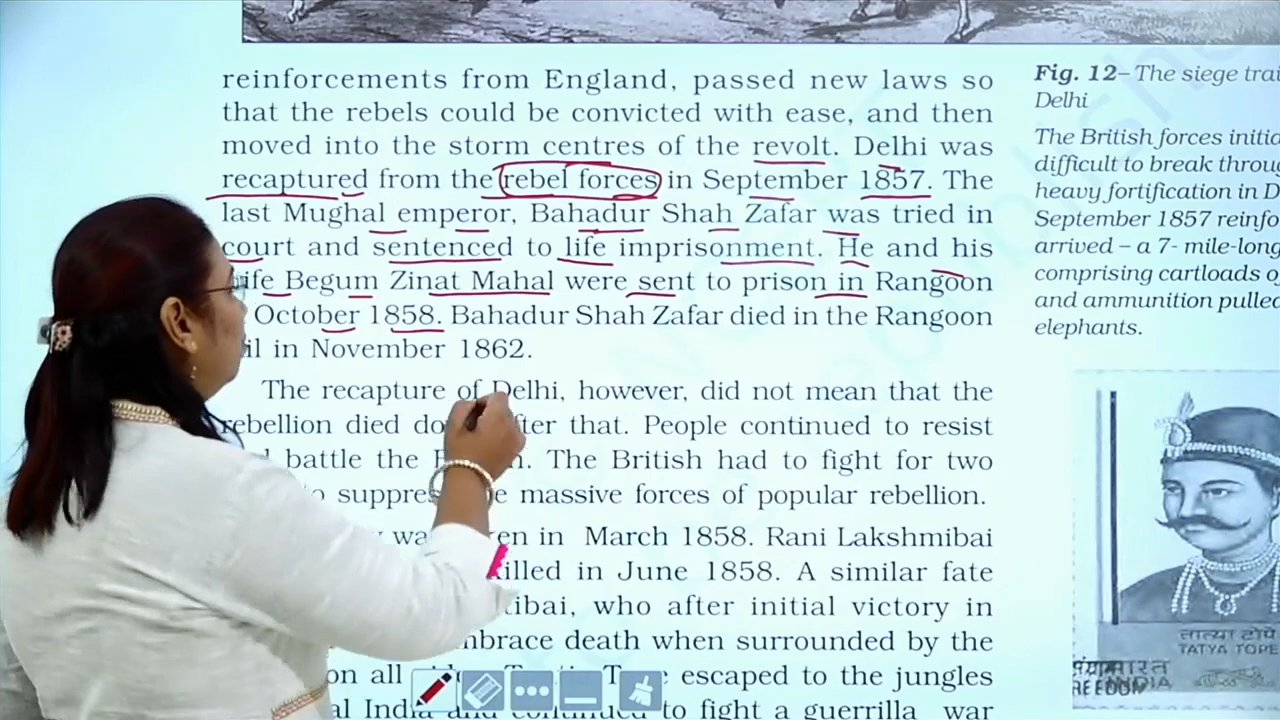 reinforcements from England, passed new laws so
that the rebels could be convicted with ease, and then
moved into the storm centres of the revolt. Delhi was
recaptured from the rebel forces in September 1857. The
last Mughal emperor, Bahadur Shah Zafar was tried in
court and sentenced to life imprisonment. He and his
Begum Zinat Mahal were sent to prison in Rangoon
October 1858. Bahadur Shah Zafar died in the Rangoon
in November 1862.
The recapture of Delhi, however, did not mean that the
rebellion died that. People continued to resist
battle the The British had to fight for two
massive forces of popular rebellion.
in March 1858. Rani Lakshmibai
killed in June 1858. A similar fate
who after initial victory in
death when surrounded by the
on all escaped to the jungles
to fight a guerrilla war
Fig. 12– The siege
Delhi
The British forces
difficult to break
heavy fortification in
September 1857
arrived – a 7- mile-long
comprising cartloads
and ammunition
elephants.
तात्या टोपे
TATYA TOPE
भारत
INDIA